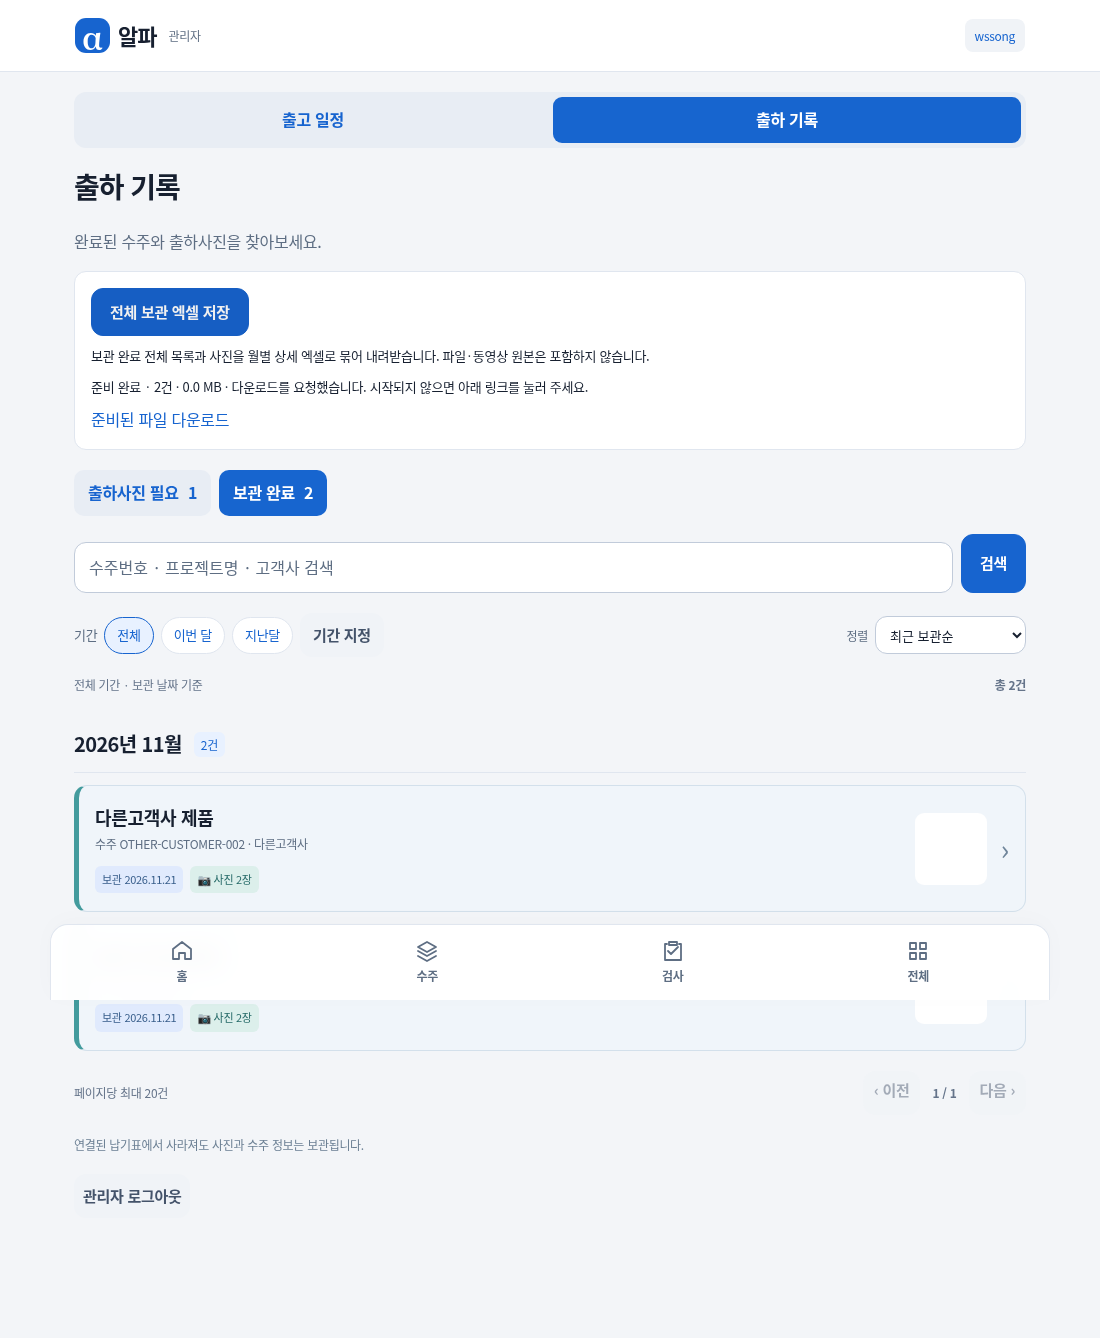 α 알파 관리자
wssong
출고 일정
출하 기록
출하 기록
완료된 수주와 출하사진을 찾아보세요.
전체 보관 엑셀 저장
보관 완료 전체 목록과 사진을 월별 상세 엑셀로 묶어 내려받습니다. 파일·동영상 원본은 포함하지 않습니다.
준비 완료 · 2건 · 0.0 MB · 다운로드를 요청했습니다. 시작되지 않으면 아래 링크를 눌러 주세요.
준비된 파일 다운로드
출하사진 필요 1
보관 완료 2
수주번호 · 프로젝트명 · 고객사 검색
검색
기간 전체 이번 달 지난달 기간 지정
정렬 최근 보관순
전체 기간 · 보관 날짜 기준
총 2건
2026년 11월 2건
다른고객사 제품
수주 OTHER-CUSTOMER-002 · 다른고객사
보관 2026.11.21 📷 사진 2장
›
홈
수주
검사
전체
보관 2026.11.21 📷 사진 2장
페이지당 최대 20건
‹ 이전 1 / 1 다음 ›
연결된 납기표에서 사라져도 사진과 수주 정보는 보관됩니다.
관리자 로그아웃